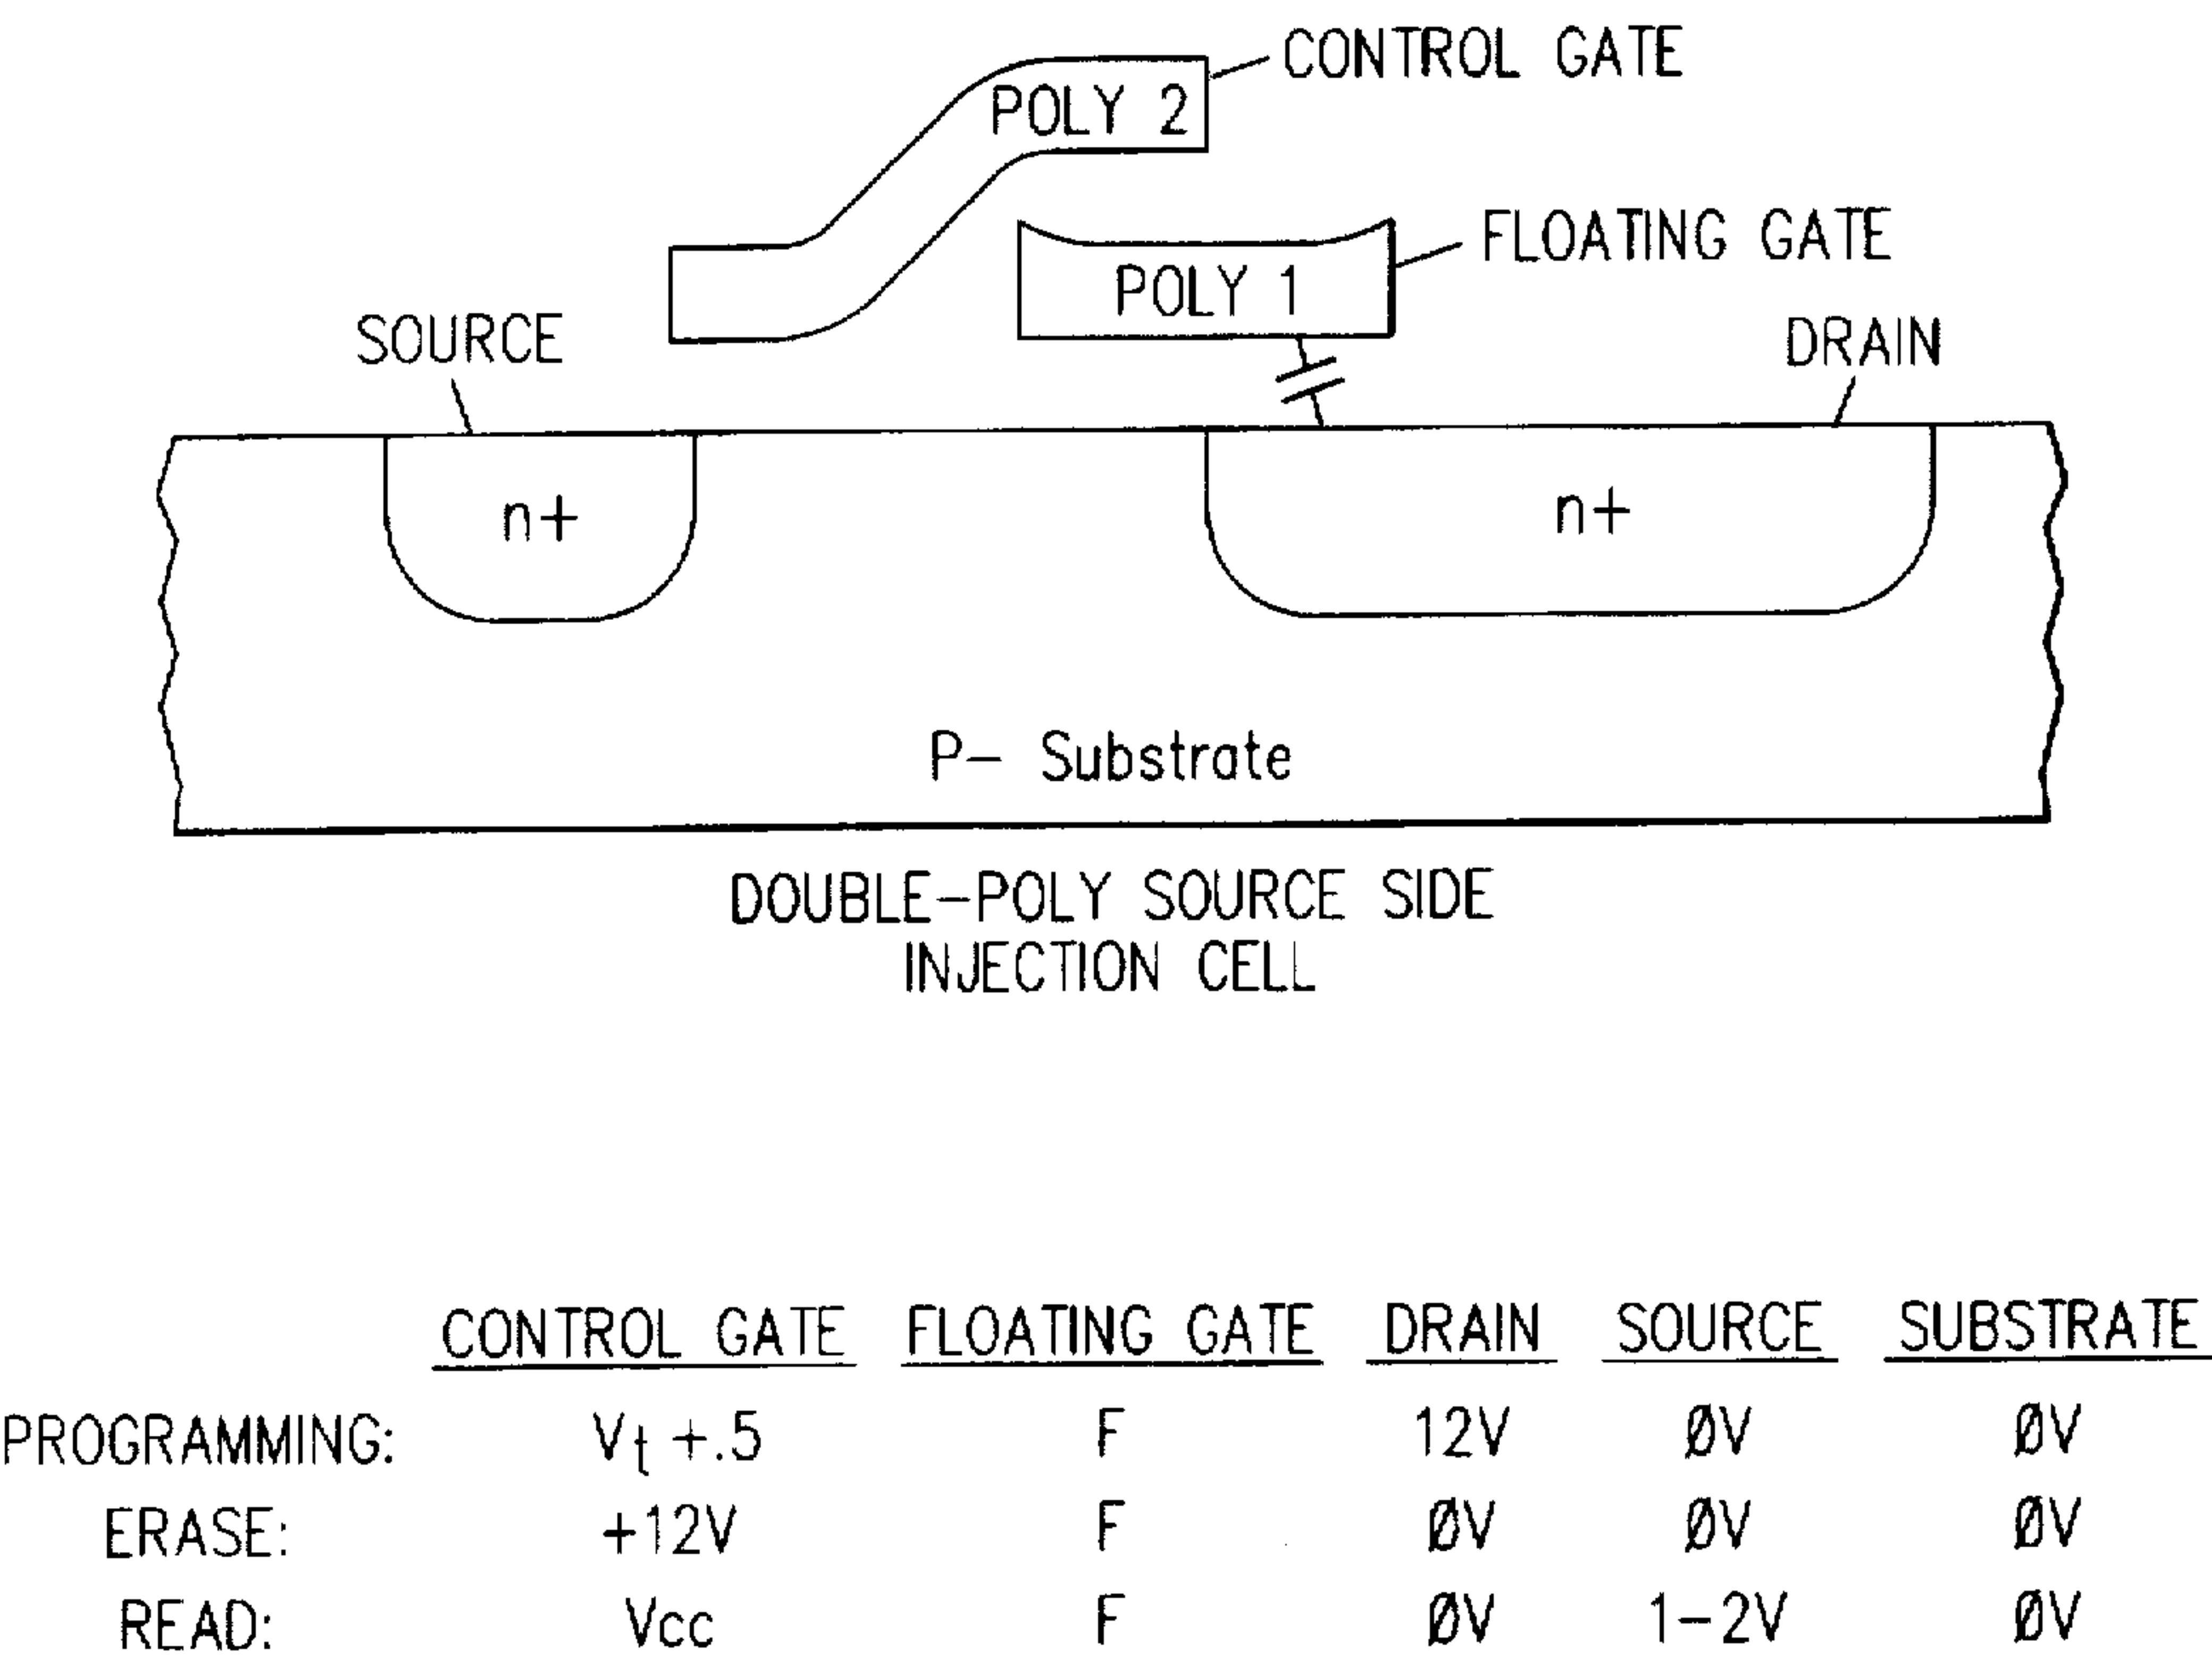 CONTROL GATE
POLY 2
FLOATING GATE
POLY 1
SOURCE
DRAIN
n+
n+
P- Substrate
DOUBLE-POLY SOURCE SIDE
INJECTION CELL
CONTROL GATE FLOATING GATE DRAIN SOURCE SUBSTRATE
PROGRAMMING: Vt +.5 F 12V ØV ØV
ERASE: +12V F ØV ØV ØV
READ: Vcc F ØV 1-2V ØV